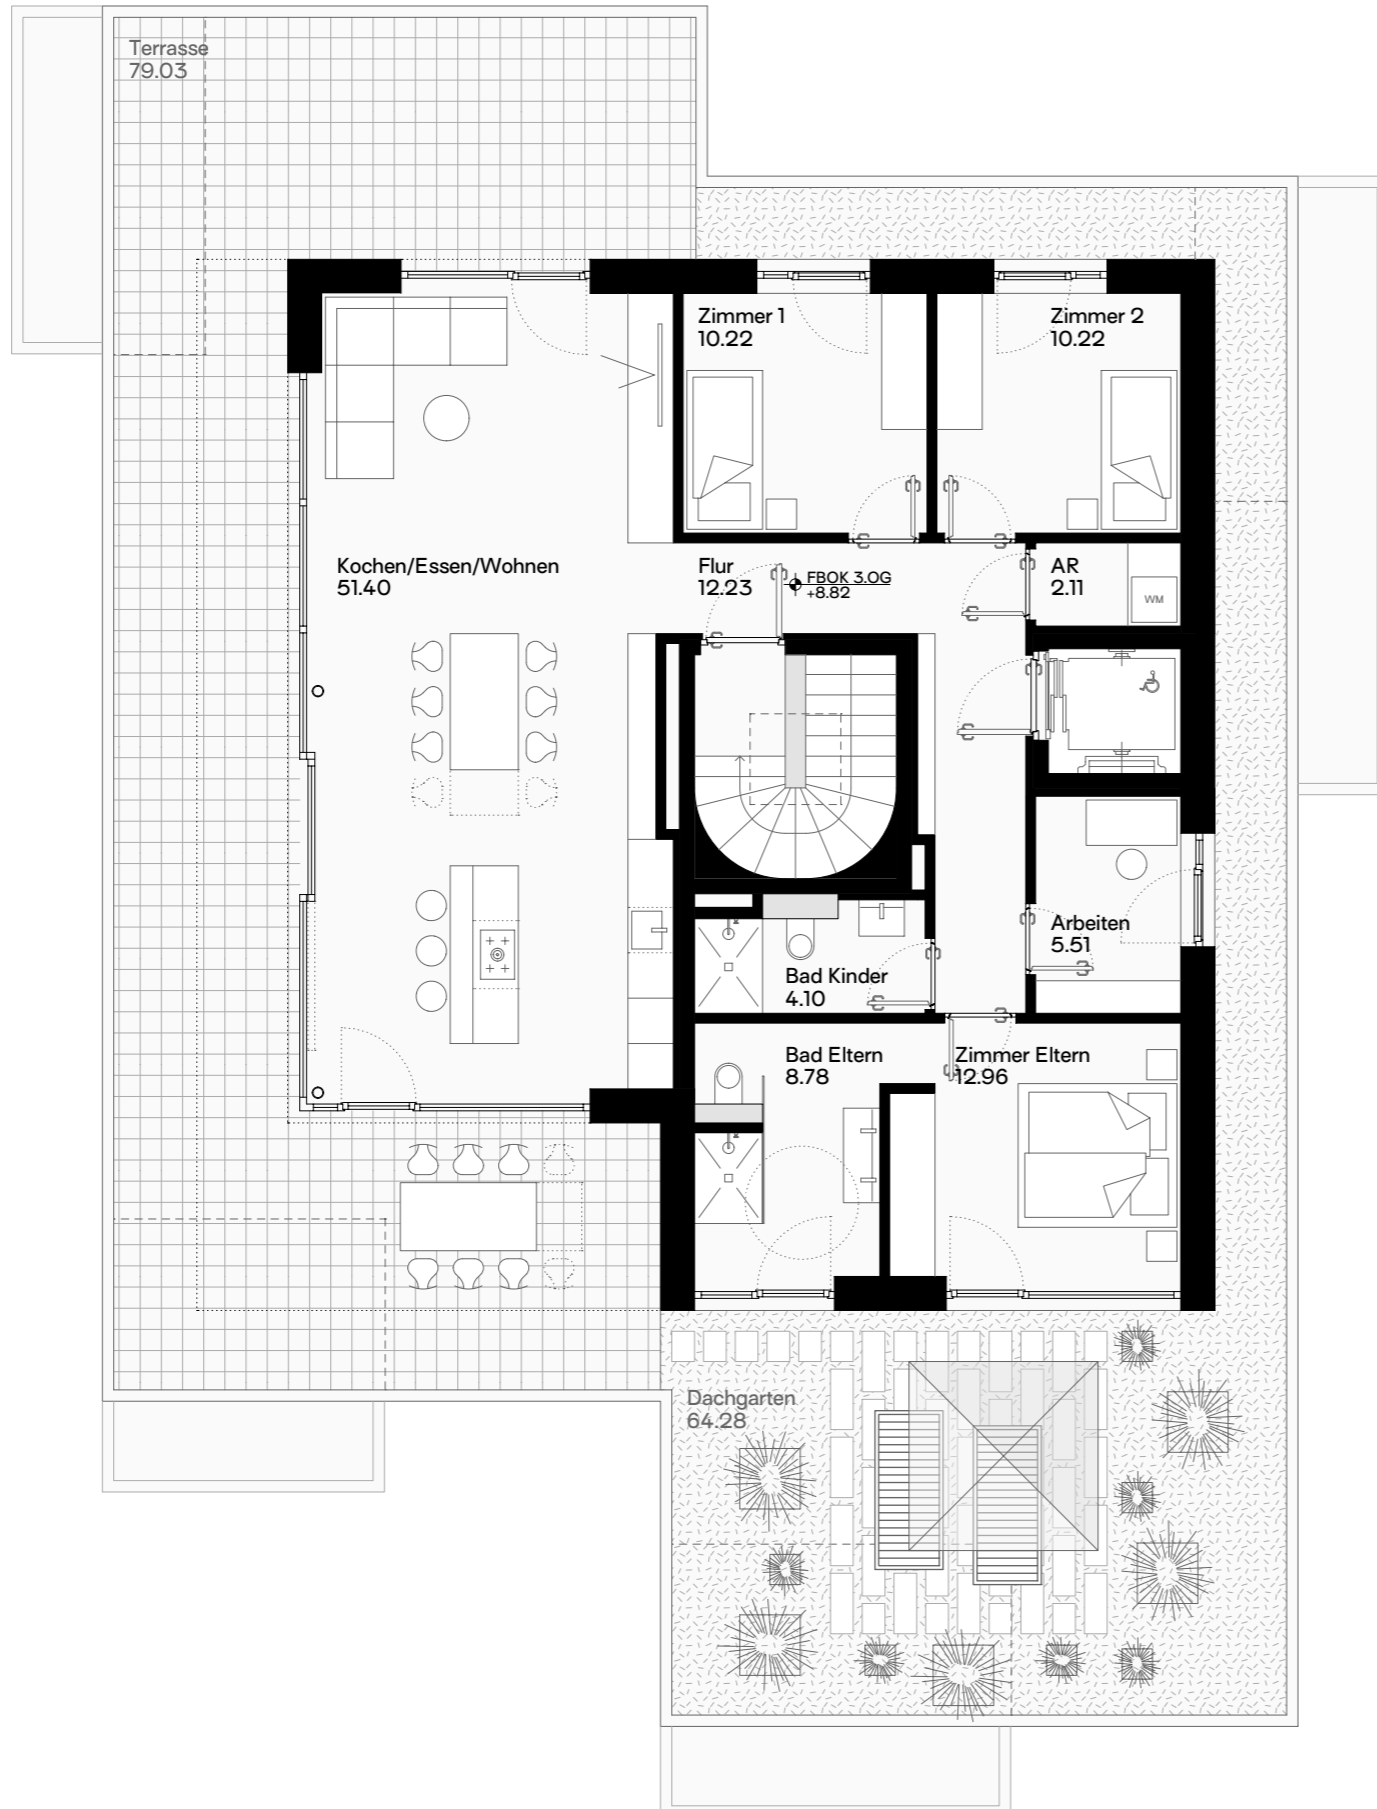 Terrasse
79.03
Zimmer 1
10.22
Zimmer 2
10.22
Kochen/Essen/Wohnen
51.40
Flur
12.23
FBOK 3.OG
+8.82
AR
2.11
WM
Arbeiten
5.51
Bad Kinder
4.10
Bad Eltern
8.78
Zimmer Eltern
12.96
Dachgarten
64.28